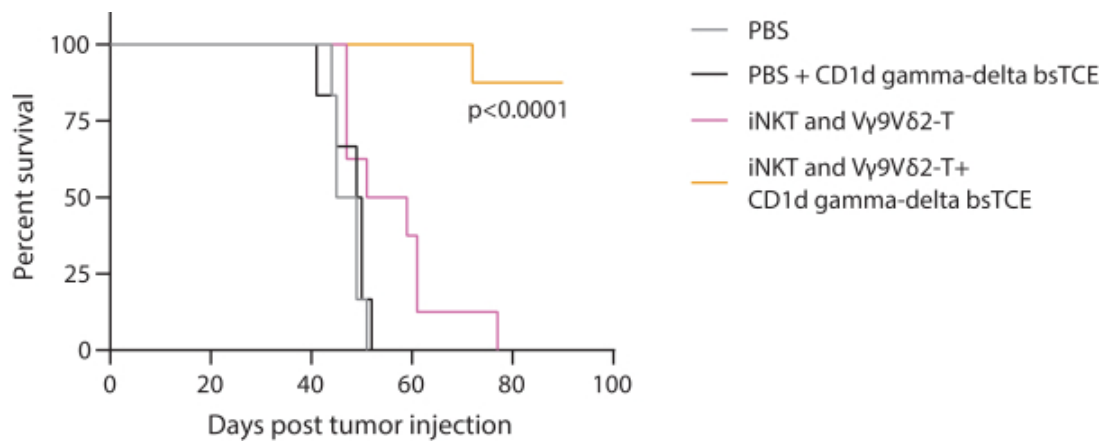 100
75
50
25
0
Percent survival
0 20 40 60 80 100
Days post tumor injection
p<0.0001
PBS
PBS + CD1d gamma-delta bsTCE
iNKT and Vγ9Vδ2-T
iNKT and Vγ9Vδ2-T+
CD1d gamma-delta bsTCE